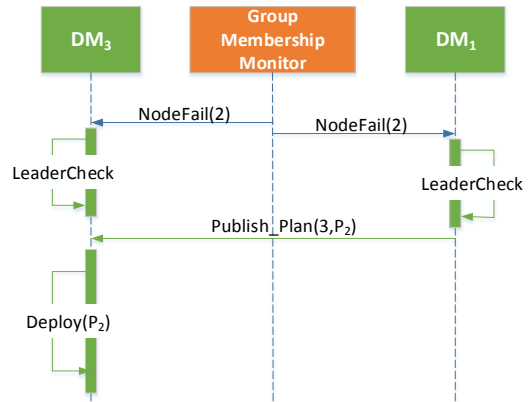 DM₃
Group
Membership
Monitor
DM₁
NodeFail(2)
NodeFail(2)
LeaderCheck
LeaderCheck
Publish_Plan(3,P₂)
Deploy(P₂)